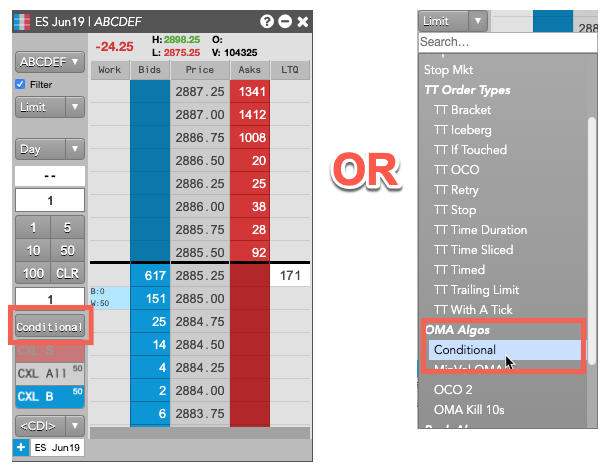 ES Jun19 | ABCDEF
-24.25
H: 2898.25 O:
L: 2875.25 V: 104325
ABCDEF
Filter
Limit
Day
--
1
1 5
10 50
100 CLR
1
Conditional
CXL S
CXL All 50
CXL B 50
<CDI>
+ ES Jun19
Work Bids Price Asks LTQ
2887.25 1341
2887.00 1412
2886.75 1008
2886.50 20
2886.25 25
2886.00 38
2885.75 28
2885.50 92
617 2885.25 171
B:0
W:50
151 2885.00
25 2884.75
14 2884.50
4 2884.25
2 2884.00
6 2883.75
OR
Limit
288
Search...
Stop Mkt
TT Order Types
TT Bracket
TT Iceberg
TT If Touched
TT OCO
TT Retry
TT Stop
TT Time Duration
TT Time Sliced
TT Timed
TT Trailing Limit
TT With A Tick
OMA Algos
Conditional
MinVol OMA
OCO 2
OMA Kill 10s